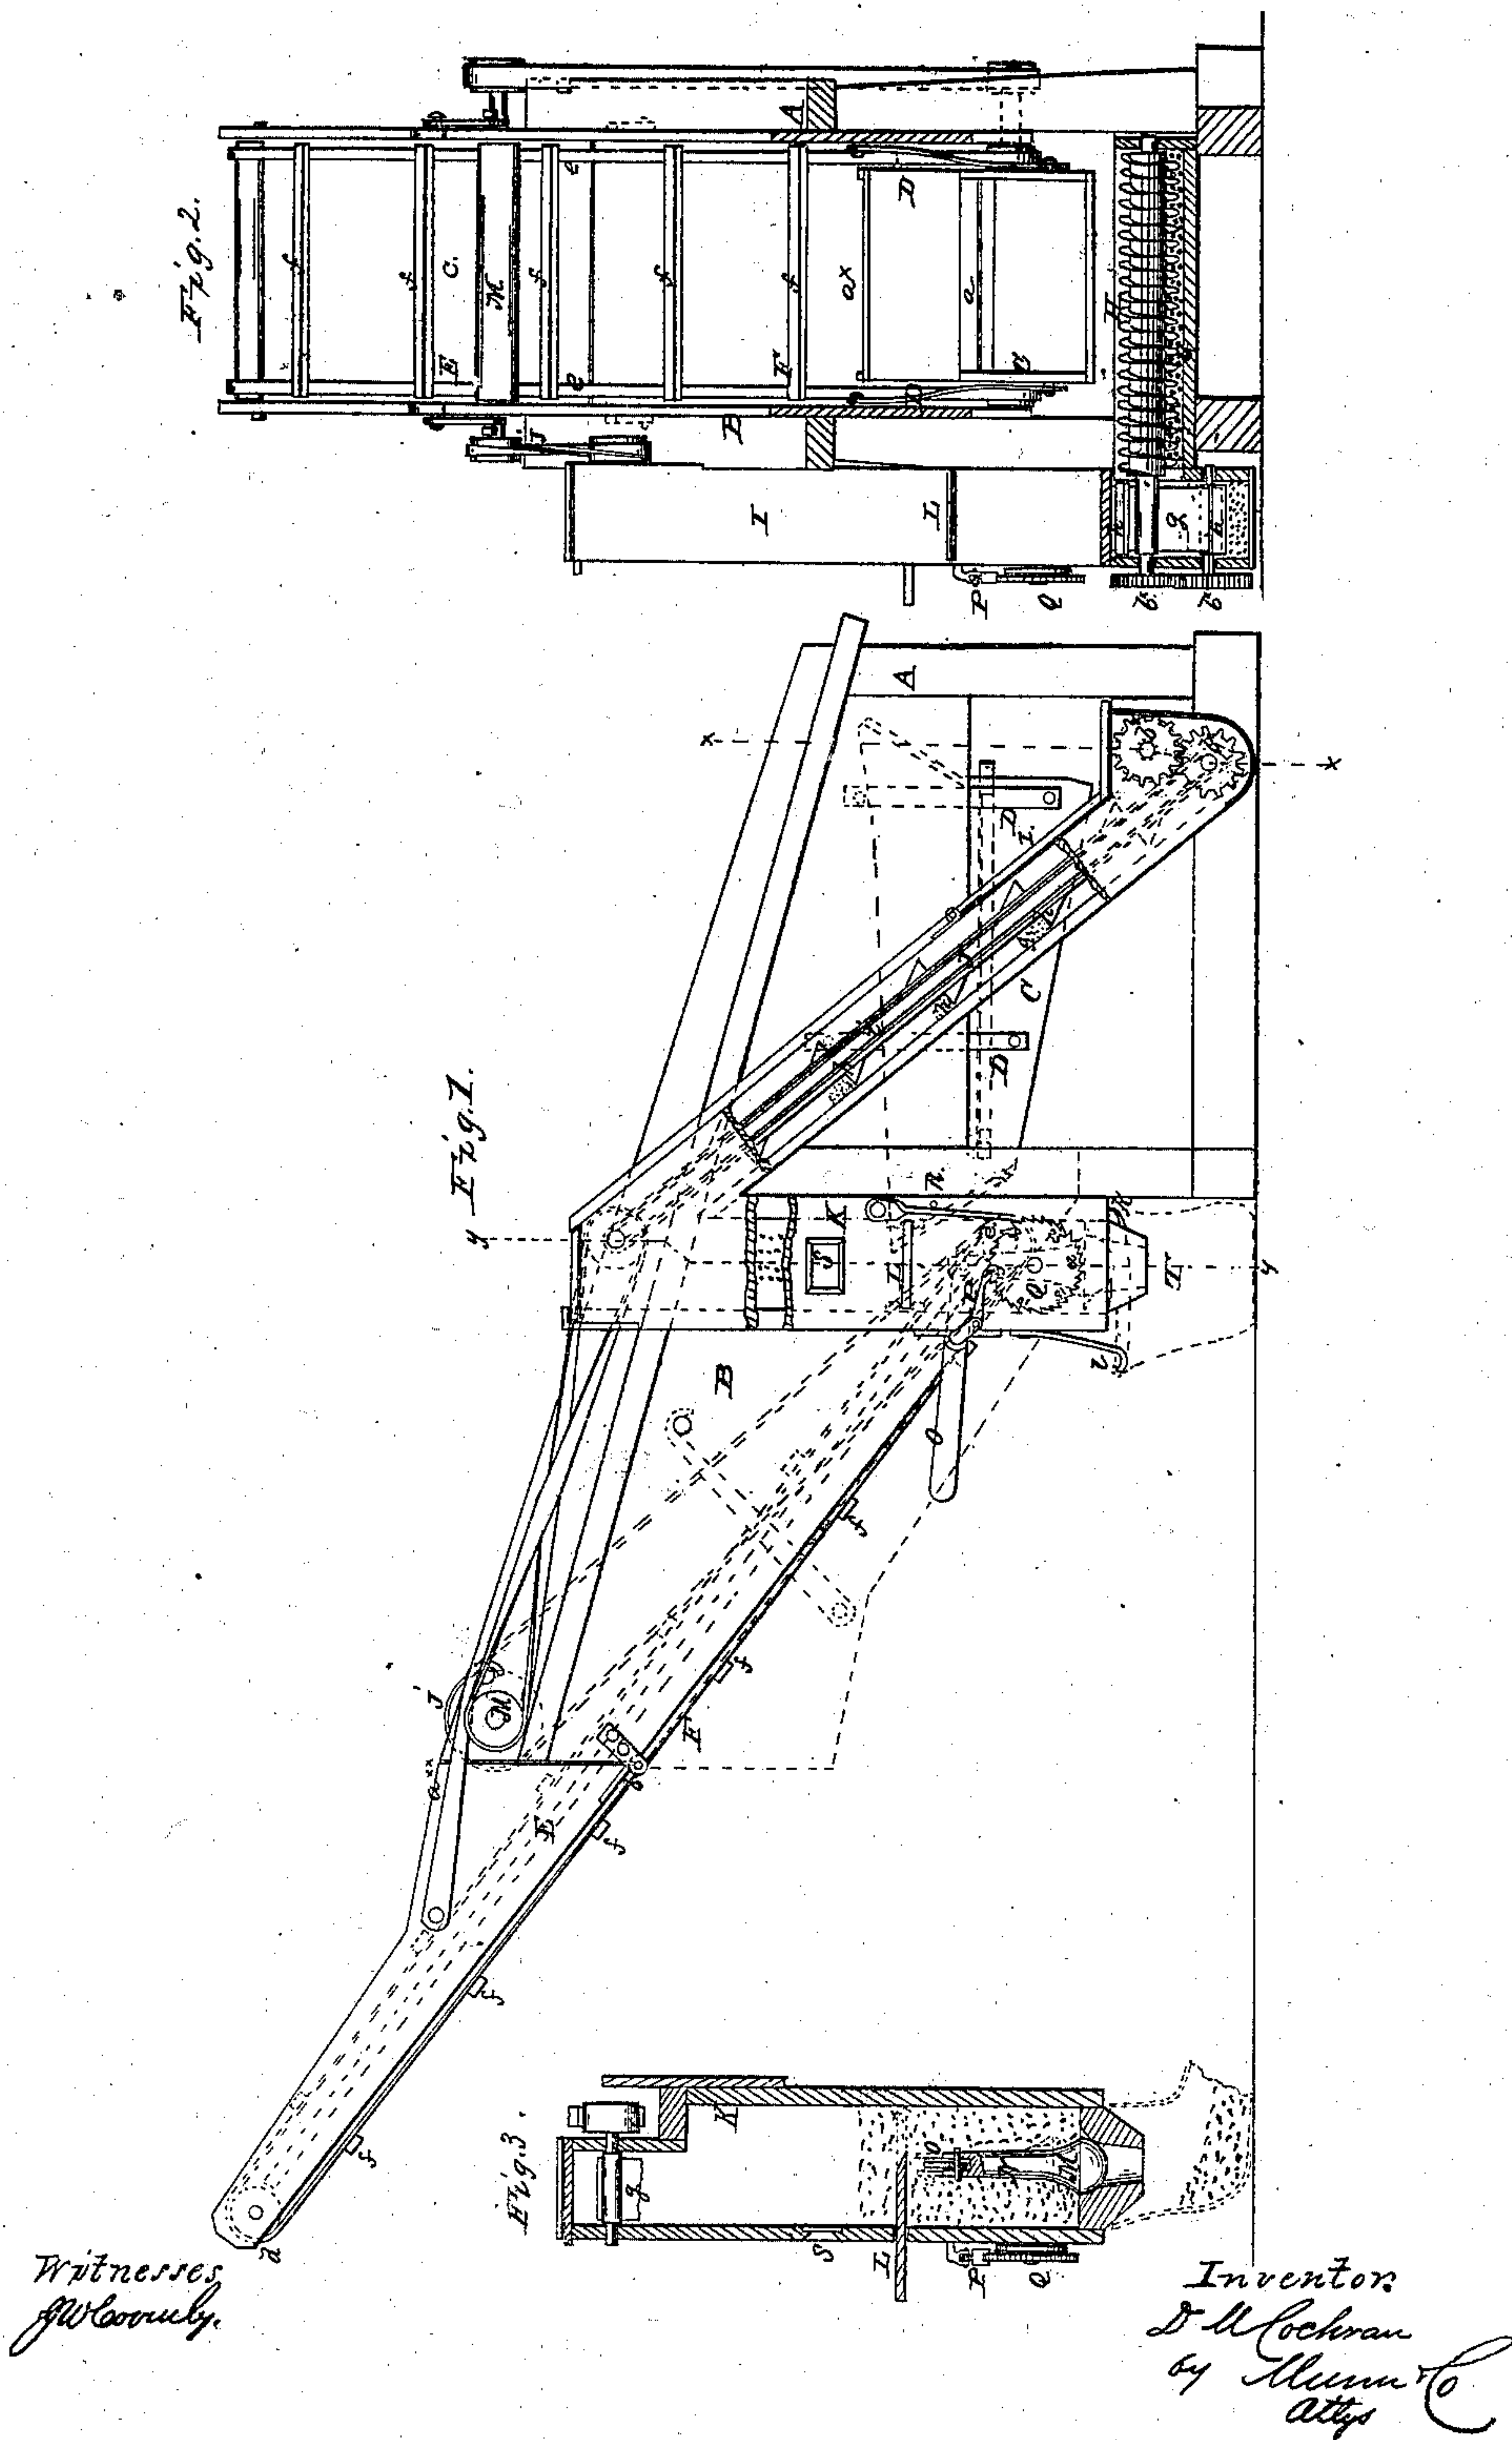 Fig. 2.
A
f
f
E
C.
M
f
e
e
f
F
f
a x
a
D
D
B
J
I
L
P
Q
H
g
h
b'
b'
Fig. 1.
A
x
x
D
I.
C
D
y
y
K
S
L
R.
P
Q
T
B
O
J
M
a**
E
F
f
f
f
f
f
d
Fig. 3.
K
g
S
L
O
P
Q
Witnesses
Inventor.
D M Cochran
by Munn & Co
Attys